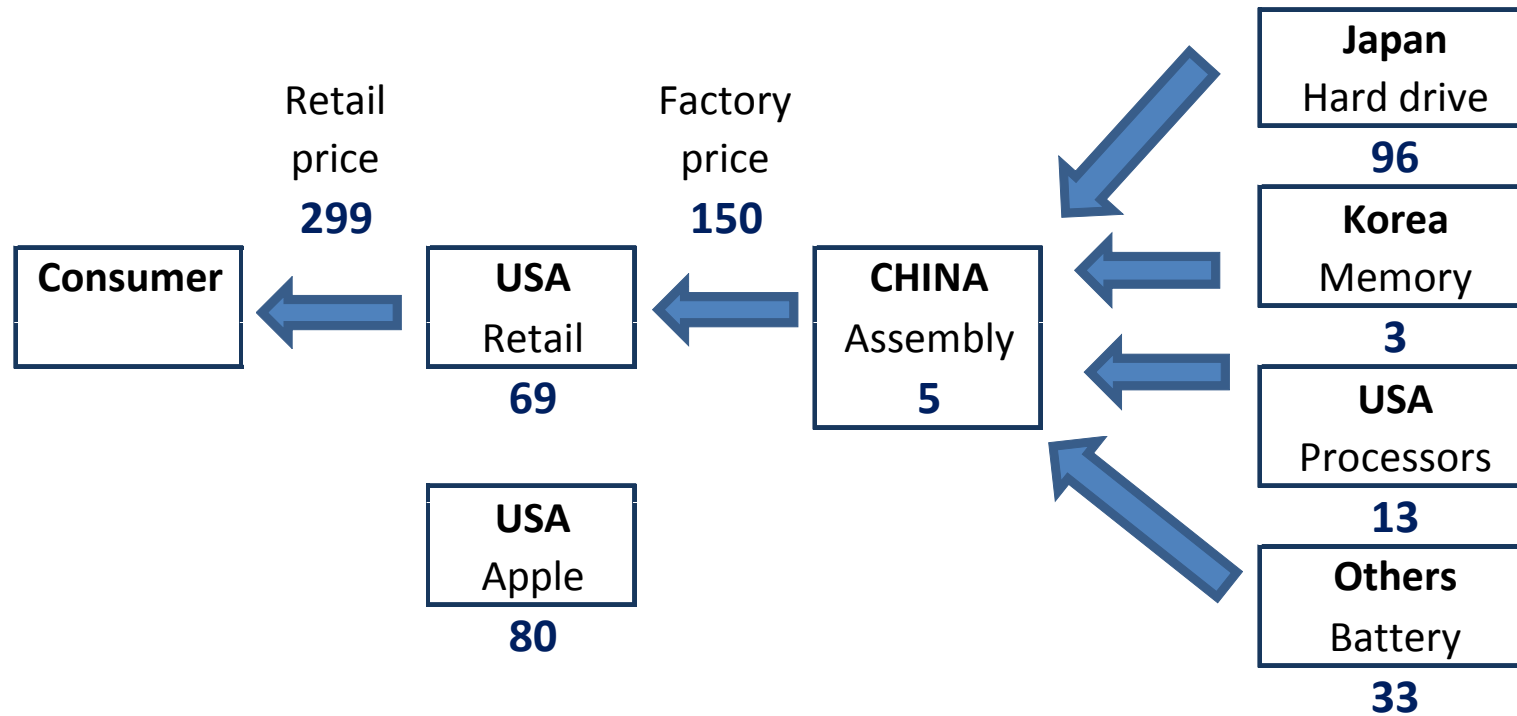 Retail
price
299
Factory
price
150
Consumer
USA
Retail
69
USA
Apple
80
CHINA
Assembly
5
Japan
Hard drive
96
Korea
Memory
3
USA
Processors
13
Others
Battery
33